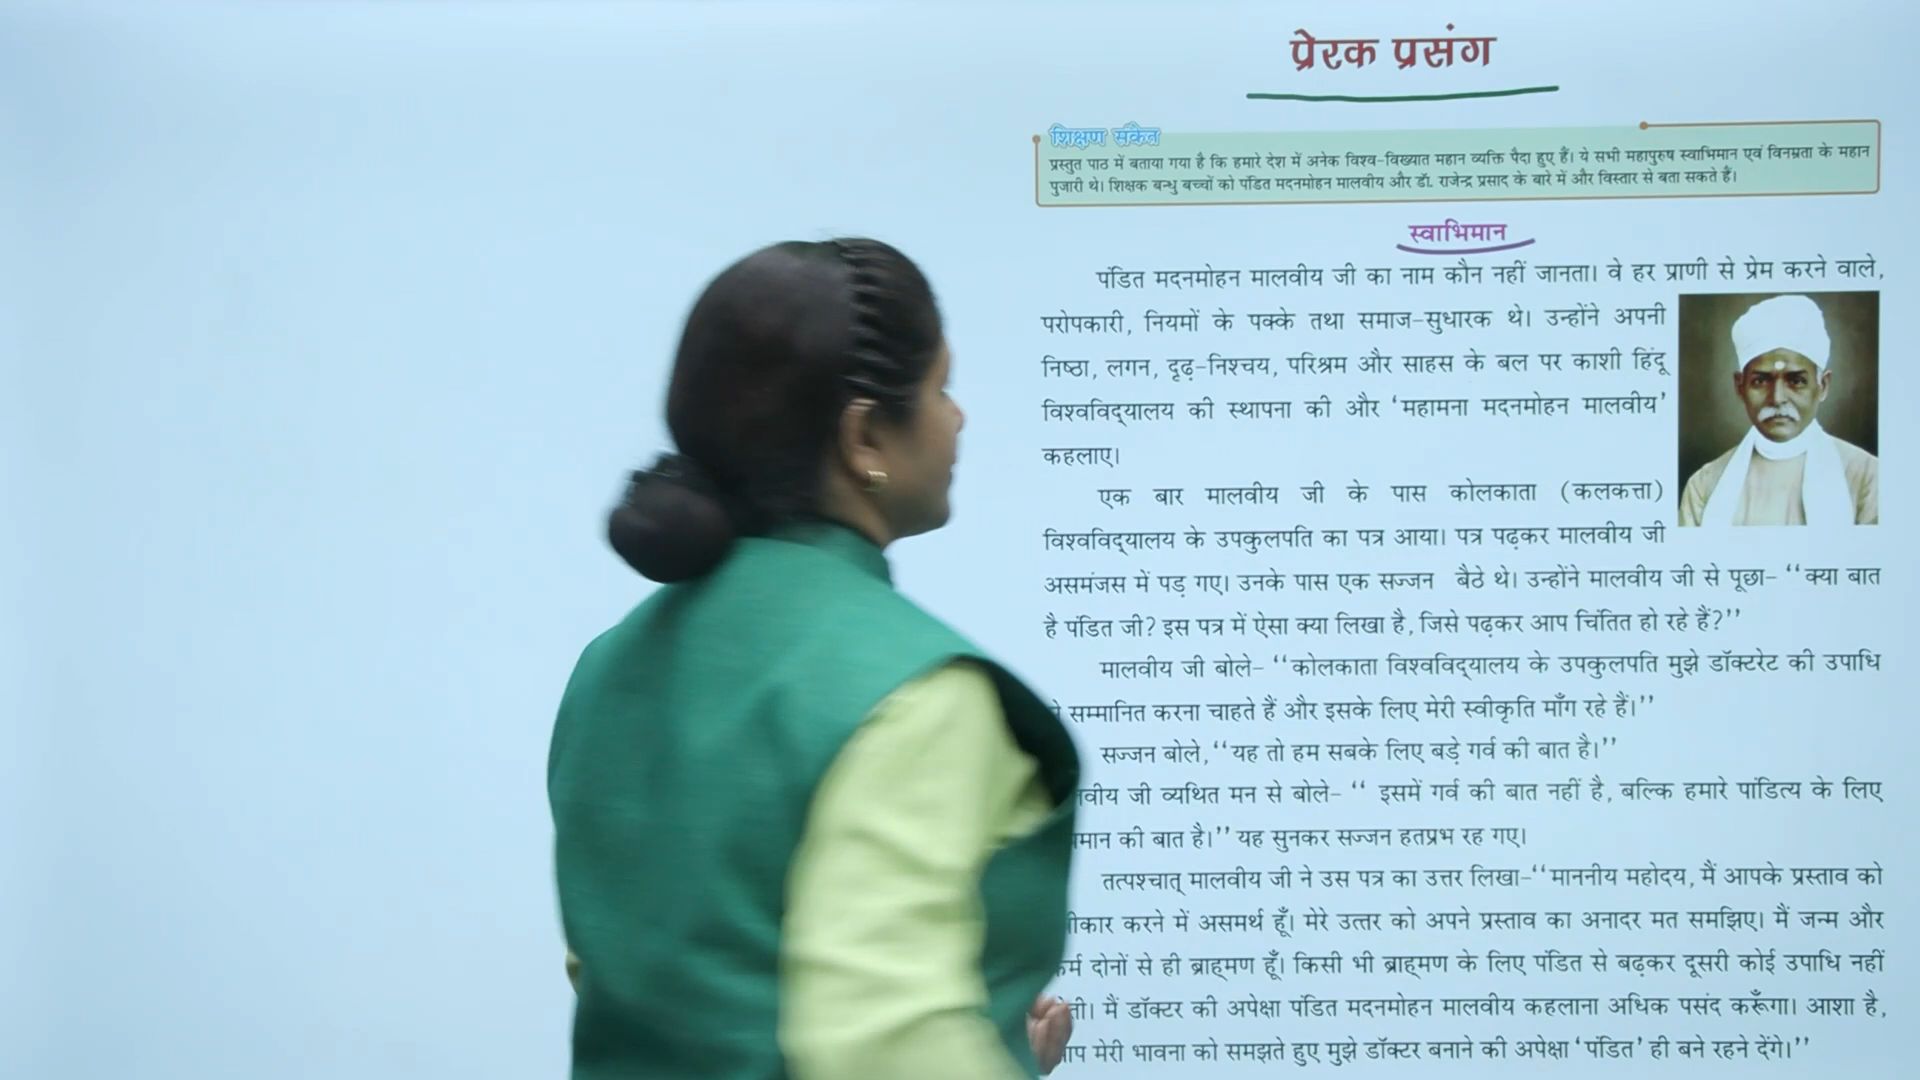 प्रेरक प्रसंग
शिक्षण संकेत
प्रस्तुत पाठ में बताया गया है कि हमारे देश में अनेक विश्व-विख्यात महान व्यक्ति पैदा हुए हैं। ये सभी महापुरुष स्वाभिमान एवं विनम्रता के महान
पुजारी थे। शिक्षक बन्धु बच्चों को पंडित मदनमोहन मालवीय और डॉ. राजेन्द्र प्रसाद के बारे में और विस्तार से बता सकते हैं।
स्वाभिमान
पंडित मदनमोहन मालवीय जी का नाम कौन नहीं जानता। वे हर प्राणी से प्रेम करने वाले,
परोपकारी, नियमों के पक्के तथा समाज-सुधारक थे। उन्होंने अपनी
निष्ठा, लगन, दृढ़-निश्चय, परिश्रम और साहस के बल पर काशी हिंदू
विश्वविद्यालय की स्थापना की और ‘महामना मदनमोहन मालवीय’
कहलाए।
एक बार मालवीय जी के पास कोलकाता (कलकत्ता)
विश्वविद्यालय के उपकुलपति का पत्र आया। पत्र पढ़कर मालवीय जी
असमंजस में पड़ गए। उनके पास एक सज्जन बैठे थे। उन्होंने मालवीय जी से पूछा- ‘‘क्या बात
है पंडित जी? इस पत्र में ऐसा क्या लिखा है, जिसे पढ़कर आप चिंतित हो रहे हैं?’’
मालवीय जी बोले- ‘‘कोलकाता विश्वविद्यालय के उपकुलपति मुझे डॉक्टरेट की उपाधि
सम्मानित करना चाहते हैं और इसके लिए मेरी स्वीकृति माँग रहे हैं।’’
सज्जन बोले, ‘‘यह तो हम सबके लिए बड़े गर्व की बात है।’’
वीय जी व्यथित मन से बोले- ‘‘ इसमें गर्व की बात नहीं है, बल्कि हमारे पांडित्य के लिए
मान की बात है।’’ यह सुनकर सज्जन हतप्रभ रह गए।
तत्पश्चात् मालवीय जी ने उस पत्र का उत्तर लिखा-‘‘माननीय महोदय, मैं आपके प्रस्ताव को
ीकार करने में असमर्थ हूँ। मेरे उत्तर को अपने प्रस्ताव का अनादर मत समझिए। मैं जन्म और
कर्म दोनों से ही ब्राह्मण हूँ। किसी भी ब्राह्मण के लिए पंडित से बढ़कर दूसरी कोई उपाधि नहीं
ती। मैं डॉक्टर की अपेक्षा पंडित मदनमोहन मालवीय कहलाना अधिक पसंद करूँगा। आशा है,
ाप मेरी भावना को समझते हुए मुझे डॉक्टर बनाने की अपेक्षा ‘पंडित’ ही बने रहने देंगे।’’